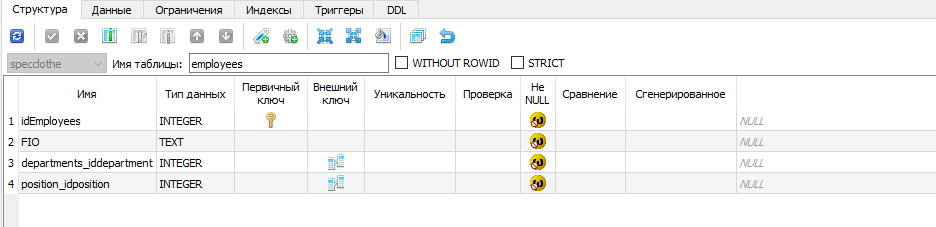 Структура Данные Ограничения Индексы Триггеры DDL
specclothe Имя таблицы: employees WITHOUT ROWID STRICT
Имя Тип данных Первичный ключ Внешний ключ Уникальность Проверка Не NULL Сравнение Сгенерированное
1 idEmployees INTEGER NULL
2 FIO TEXT NULL
3 departments_iddepartment INTEGER NULL
4 position_idposition INTEGER NULL